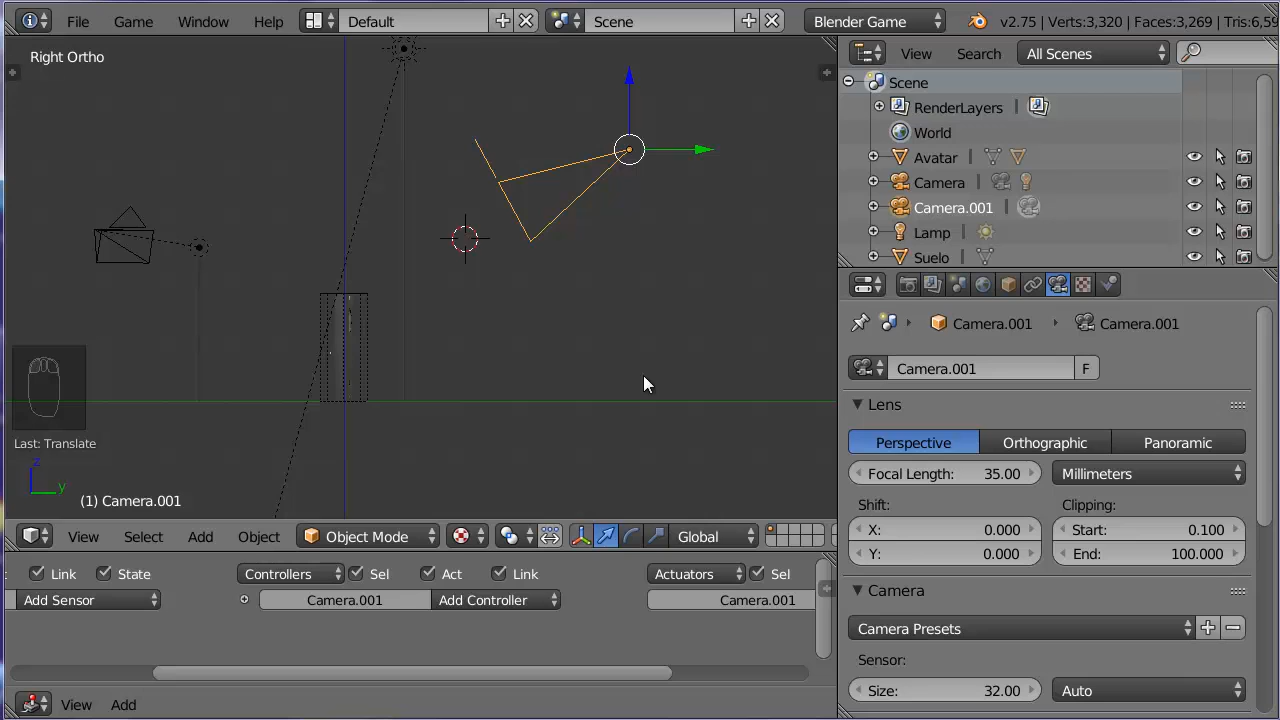 File Game Window Help Default Scene Blender Game v2.75 | Verts:3,320 | Faces:3,269 | Tris:6,59
Right Ortho
View Search All Scenes
Scene
RenderLayers
World
Avatar
Camera
Camera.001
Lamp
Suelo
Camera.001 Camera.001
Camera.001 F
Lens
Perspective Orthographic Panoramic
Focal Length: 35.00 Millimeters
Shift: Clipping:
X: 0.000 Start: 0.100
Y: 0.000 End: 100.000
Camera
Camera Presets
Sensor:
Size: 32.00 Auto
Last: Translate
z
y
(1) Camera.001
View Select Add Object Object Mode Global
Link State Controllers Sel Act Link Actuators Sel
Add Sensor Camera.001 Add Controller Camera.001
View Add